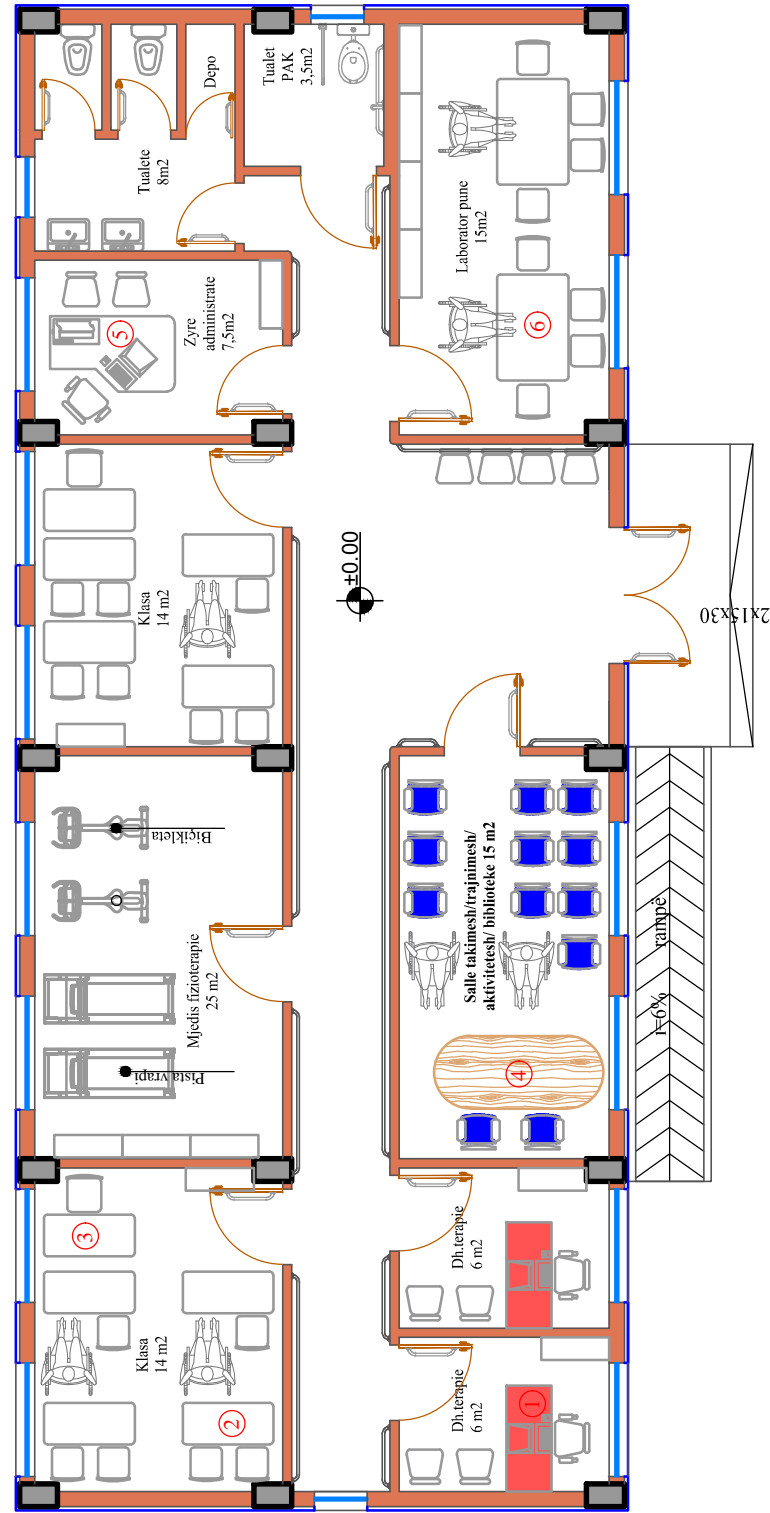 Depo
Tualet
PAK
3,5m2
Tualete
8m2
Laborator pune
15m2
Zyre
administrate
7,5m2
5
6
Klasa
14 m2
±0.00
2x15x30
Biçikleta
Mjedis fizioterapie
25 m2
Pista vrapi
Salle takimesh/trajnimesh/
aktivitetesh/ biblioteke 15 m2
4
rampë
i=6%
3
Klasa
14 m2
2
Dh.terapie
6 m2
Dh.terapie
6 m2
1